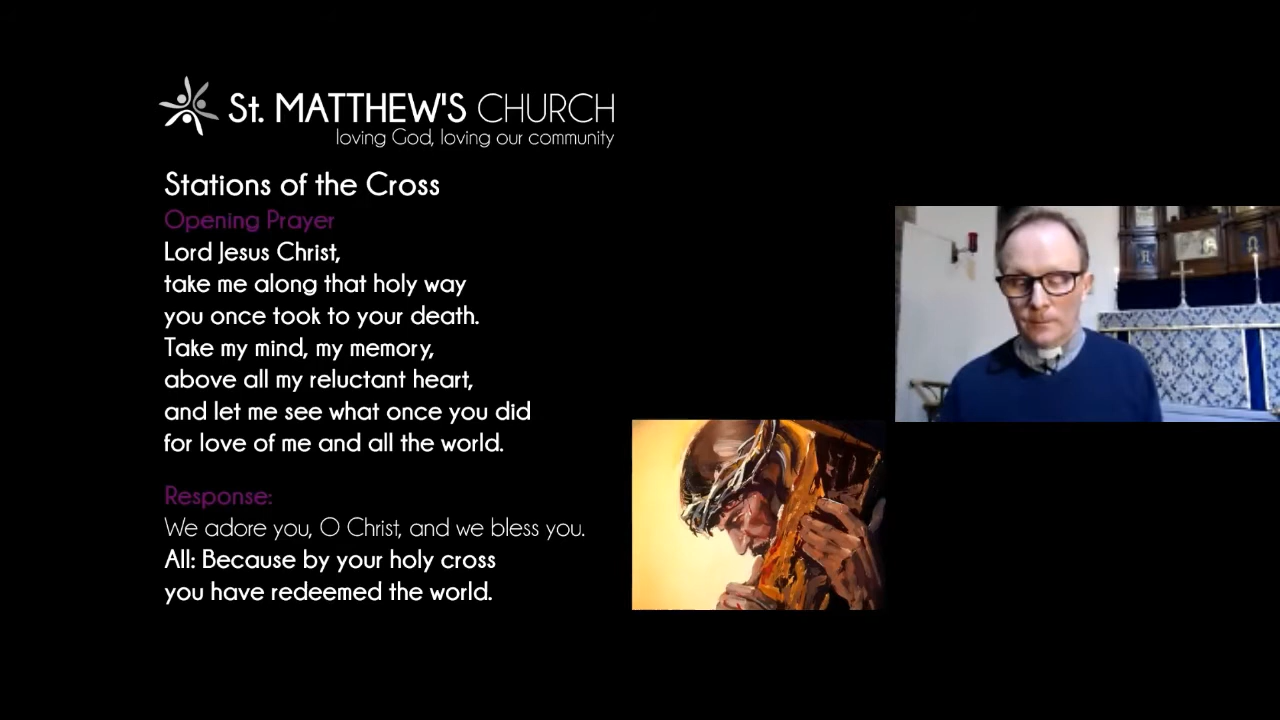 St. MATTHEW'S CHURCH
loving God, loving our community
Stations of the Cross
Opening Prayer
Lord Jesus Christ,
take me along that holy way
you once took to your death.
Take my mind, my memory,
above all my reluctant heart,
and let me see what once you did
for love of me and all the world.
Response:
We adore you, O Christ, and we bless you.
All: Because by your holy cross
you have redeemed the world.